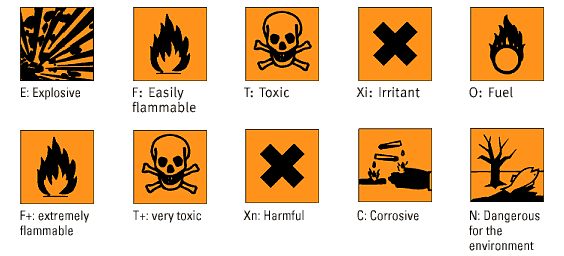 E: Explosive
F: Easily
flammable
T: Toxic
Xi: Irritant
O: Fuel
F+: extremely
flammable
T+: very toxic
Xn: Harmful
C: Corrosive
N: Dangerous
for the
environment